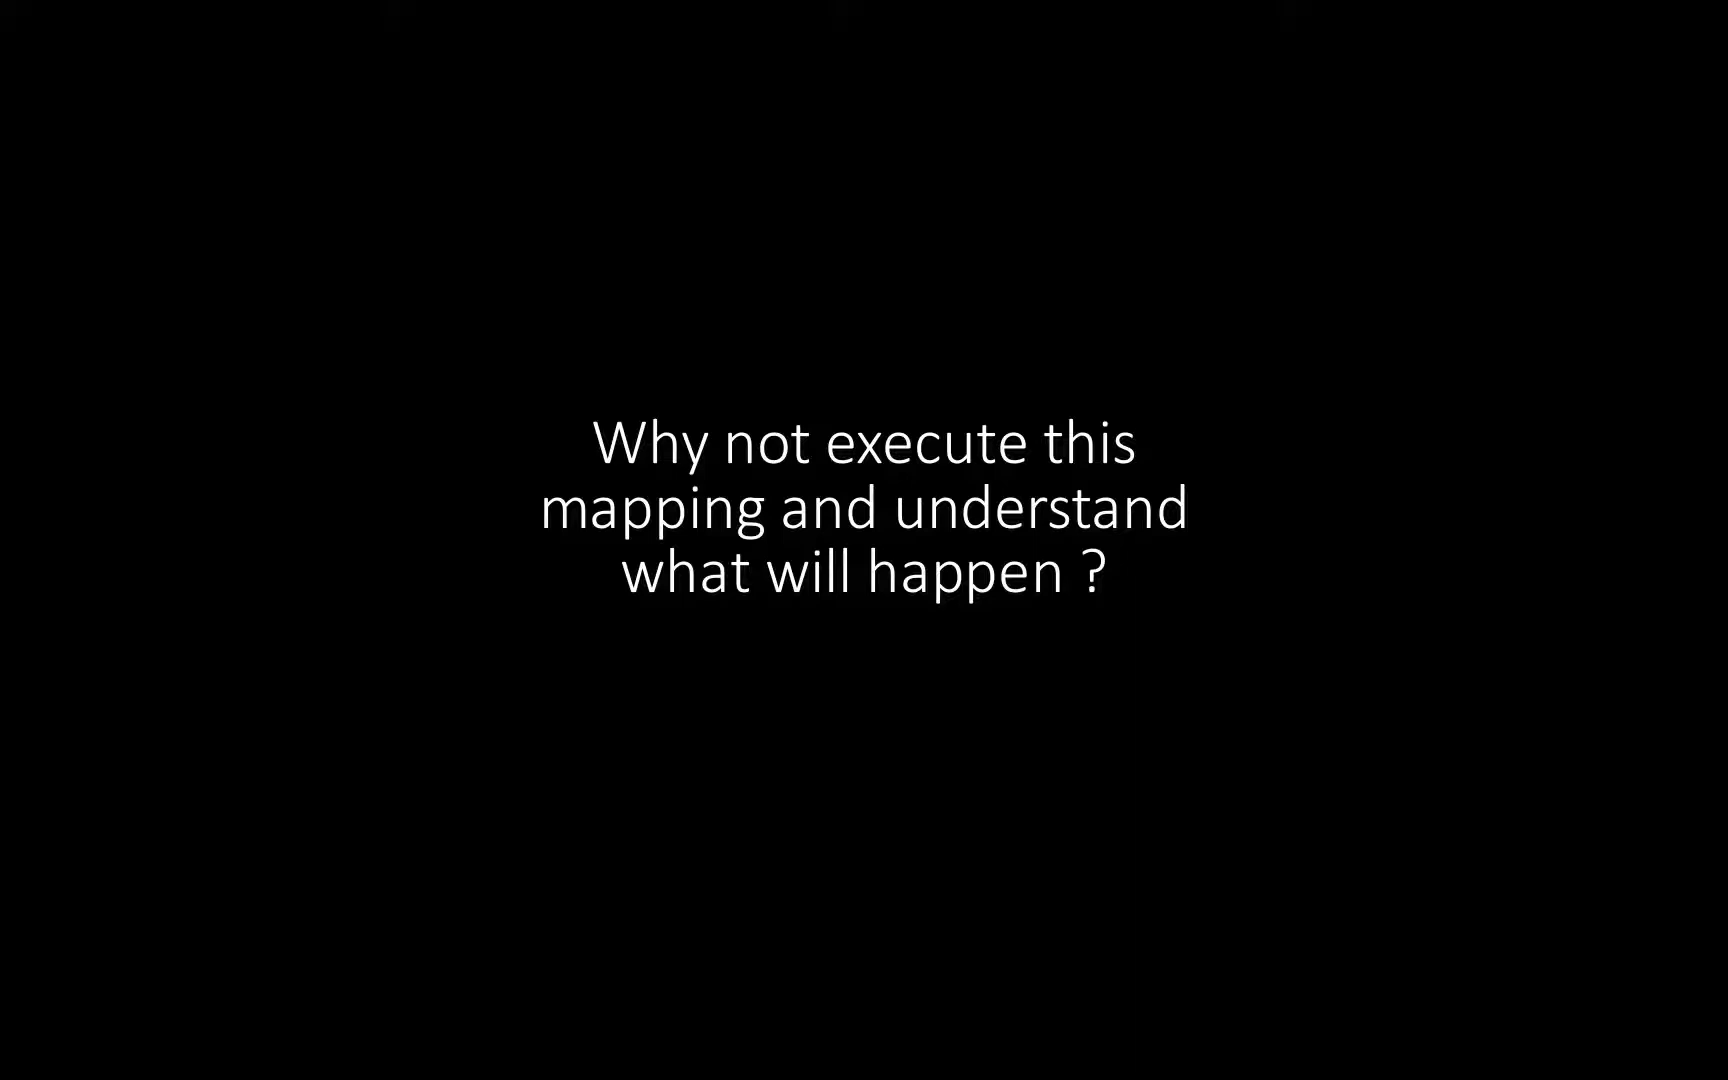 Why not execute this
mapping and understand
what will happen ?